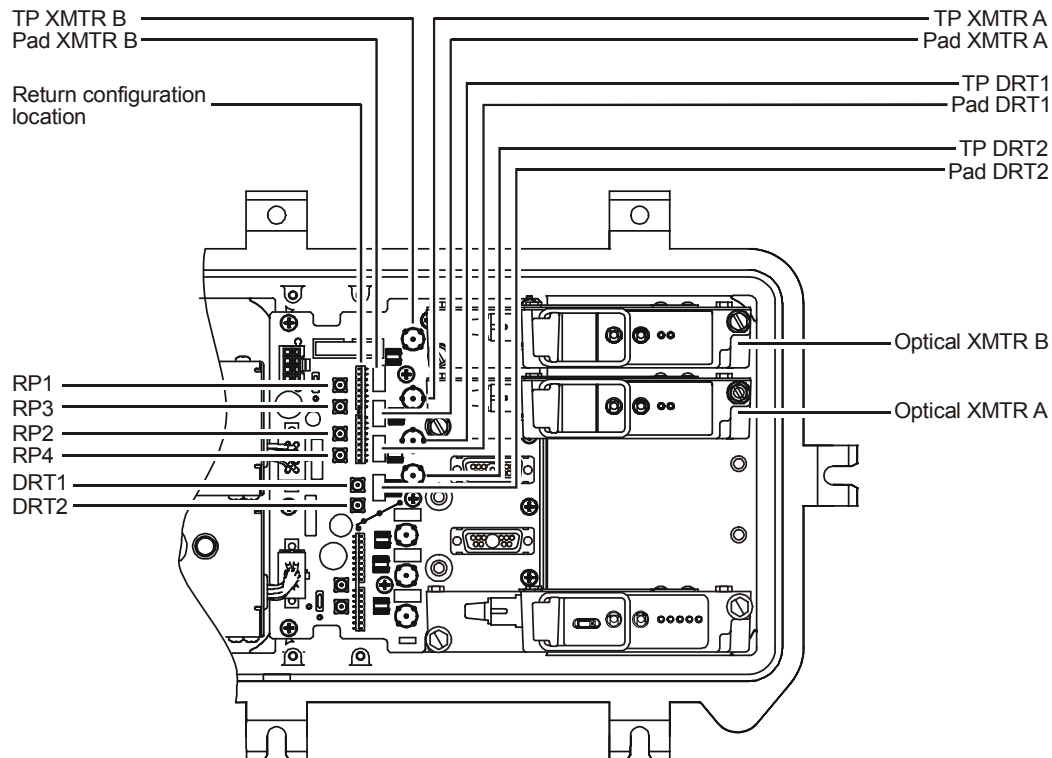 TP XMTR B
Pad XMTR B
Return configuration
location
TP XMTR A
Pad XMTR A
TP DRT1
Pad DRT1
TP DRT2
Pad DRT2
Optical XMTR B
Optical XMTR A
RP1
RP3
RP2
RP4
DRT1
DRT2